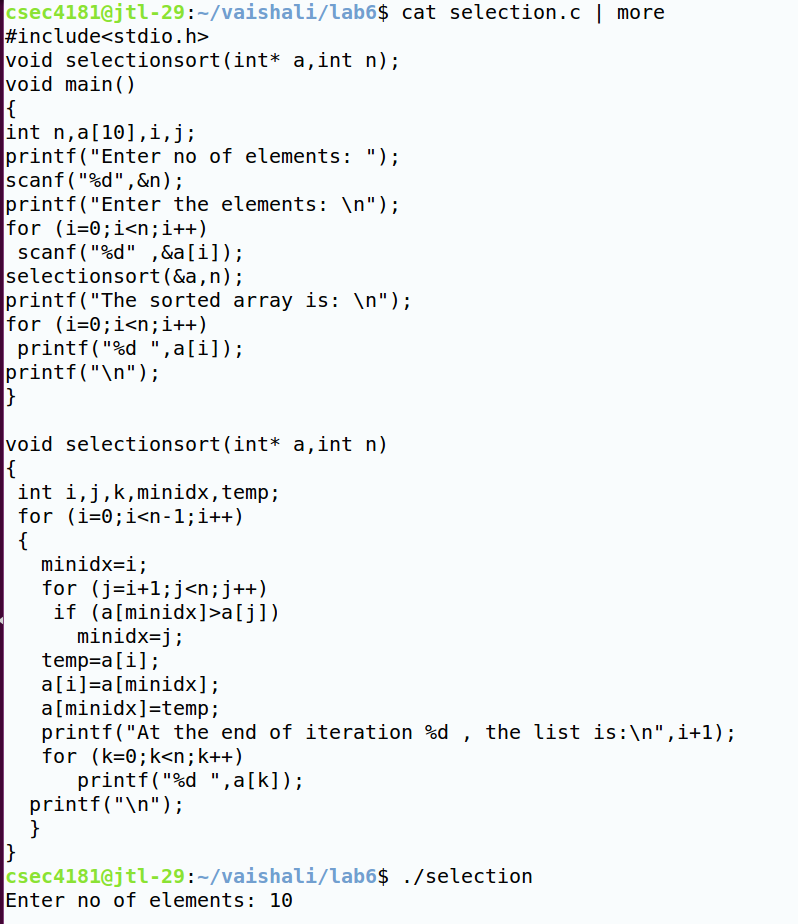 csec4181@jtl-29:~/vaishali/lab6$ cat selection.c | more
#include<stdio.h>
void selectionsort(int* a,int n);
void main()
{
int n,a[10],i,j;
printf("Enter no of elements: ");
scanf("%d",&n);
printf("Enter the elements: \n");
for (i=0;i<n;i++)
 scanf("%d" ,&a[i]);
selectionsort(&a,n);
printf("The sorted array is: \n");
for (i=0;i<n;i++)
 printf("%d ",a[i]);
printf("\n");
}

void selectionsort(int* a,int n)
{
 int i,j,k,minidx,temp;
 for (i=0;i<n-1;i++)
 {
   minidx=i;
   for (j=i+1;j<n;j++)
    if (a[minidx]>a[j])
      minidx=j;
   temp=a[i];
   a[i]=a[minidx];
   a[minidx]=temp;
   printf("At the end of iteration %d , the list is:\n",i+1);
   for (k=0;k<n;k++)
      printf("%d ",a[k]);
  printf("\n");
  }
}
csec4181@jtl-29:~/vaishali/lab6$ ./selection
Enter no of elements: 10